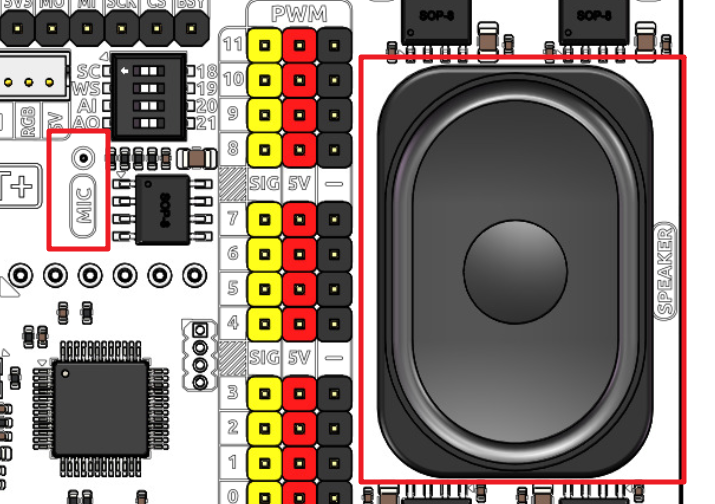 3V3 MO MI SCK CS BSY
PWM
SOP-8
SOP-8
11
10
9
8
SC 18
WS 19
AI 20
AO 21
RGB
5V
MIC
T+
SOP-8
SIG 5V —
7
6
5
4
SIG 5V —
3
2
1
0
SPEAKER